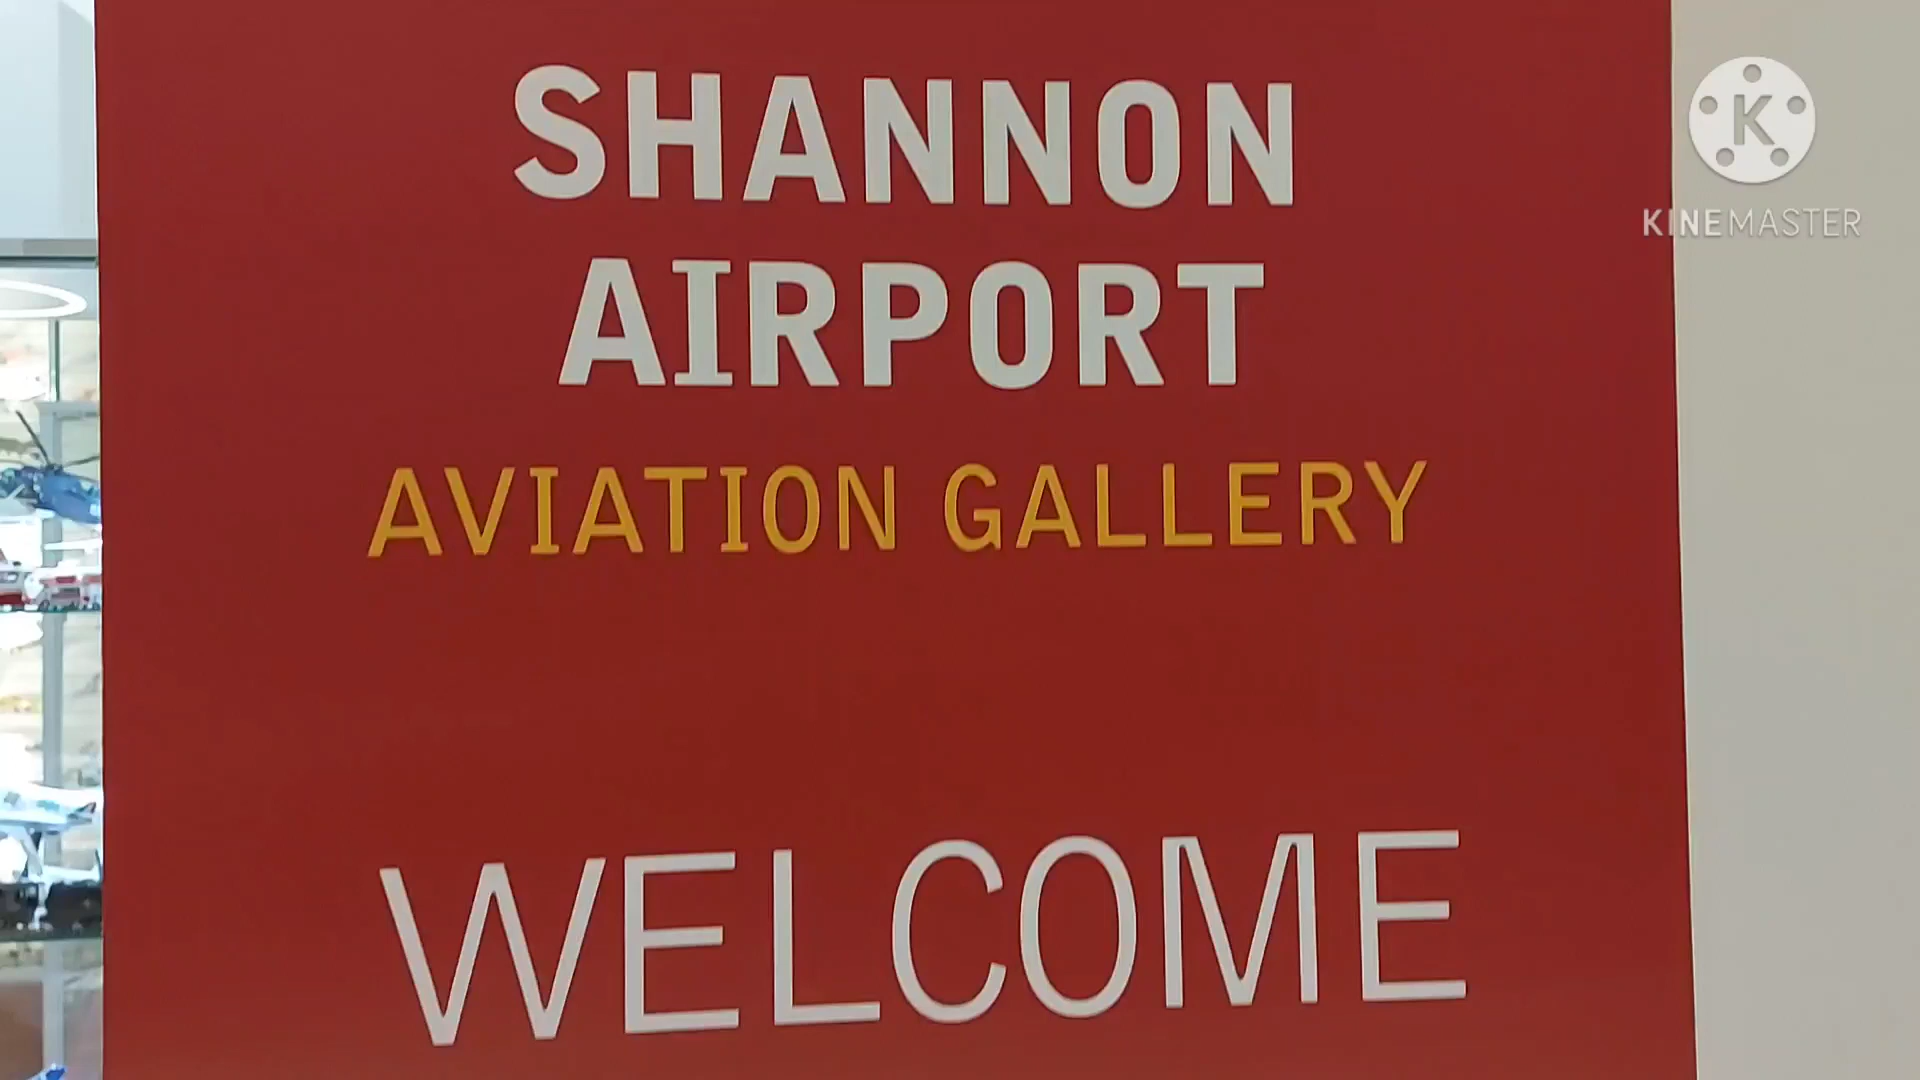 SHANNON
AIRPORT
AVIATION GALLERY
WELCOME
K
KINEMASTER